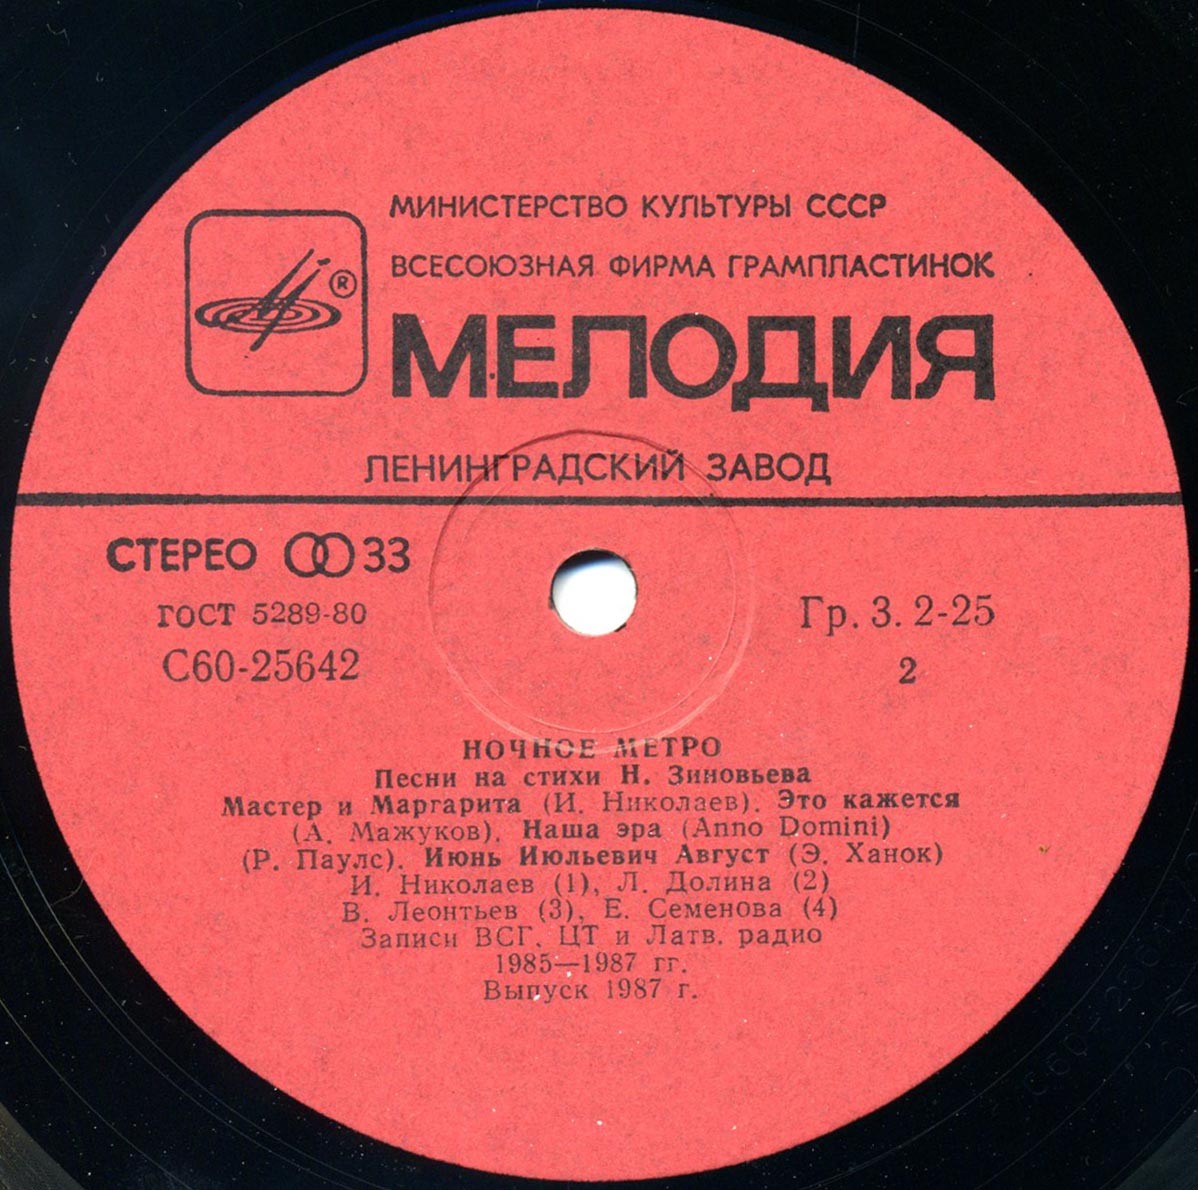 МИНИСТЕРСТВО КУЛЬТУРЫ СССР
ВСЕСОЮЗНАЯ ФИРМА ГРАМПЛАСТИНОК
®
МЕЛОДИЯ
ЛЕНИНГРАДСКИЙ ЗАВОД
СТЕРЕО 33
ГОСТ 5289-80
С60-25642
Гр. 3. 2-25
2
НОЧНОЕ МЕТРО
Песни на стихи Н. Зиновьева
Мастер и Маргарита (И. Николаев). Это кажется
(А. Мажуков). Наша эра (Anno Domini)
(Р. Паулс). Июнь Июльевич Август (Э. Ханок)
И. Николаев (1), Л. Долина (2)
В. Леонтьев (3), Е. Семенова (4)
Записи ВСГ, ЦТ и Латв. радио
1985—1987 гг.
Выпуск 1987 г.